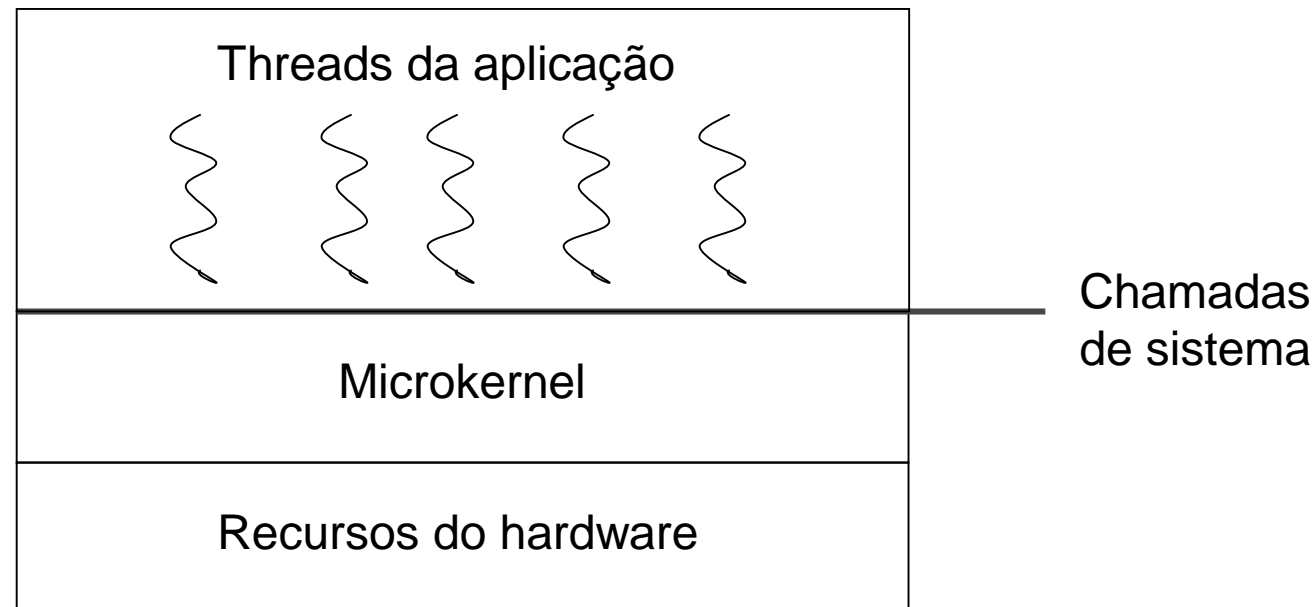 Threads da aplicação
Chamadas
de sistema
Microkernel
Recursos do hardware